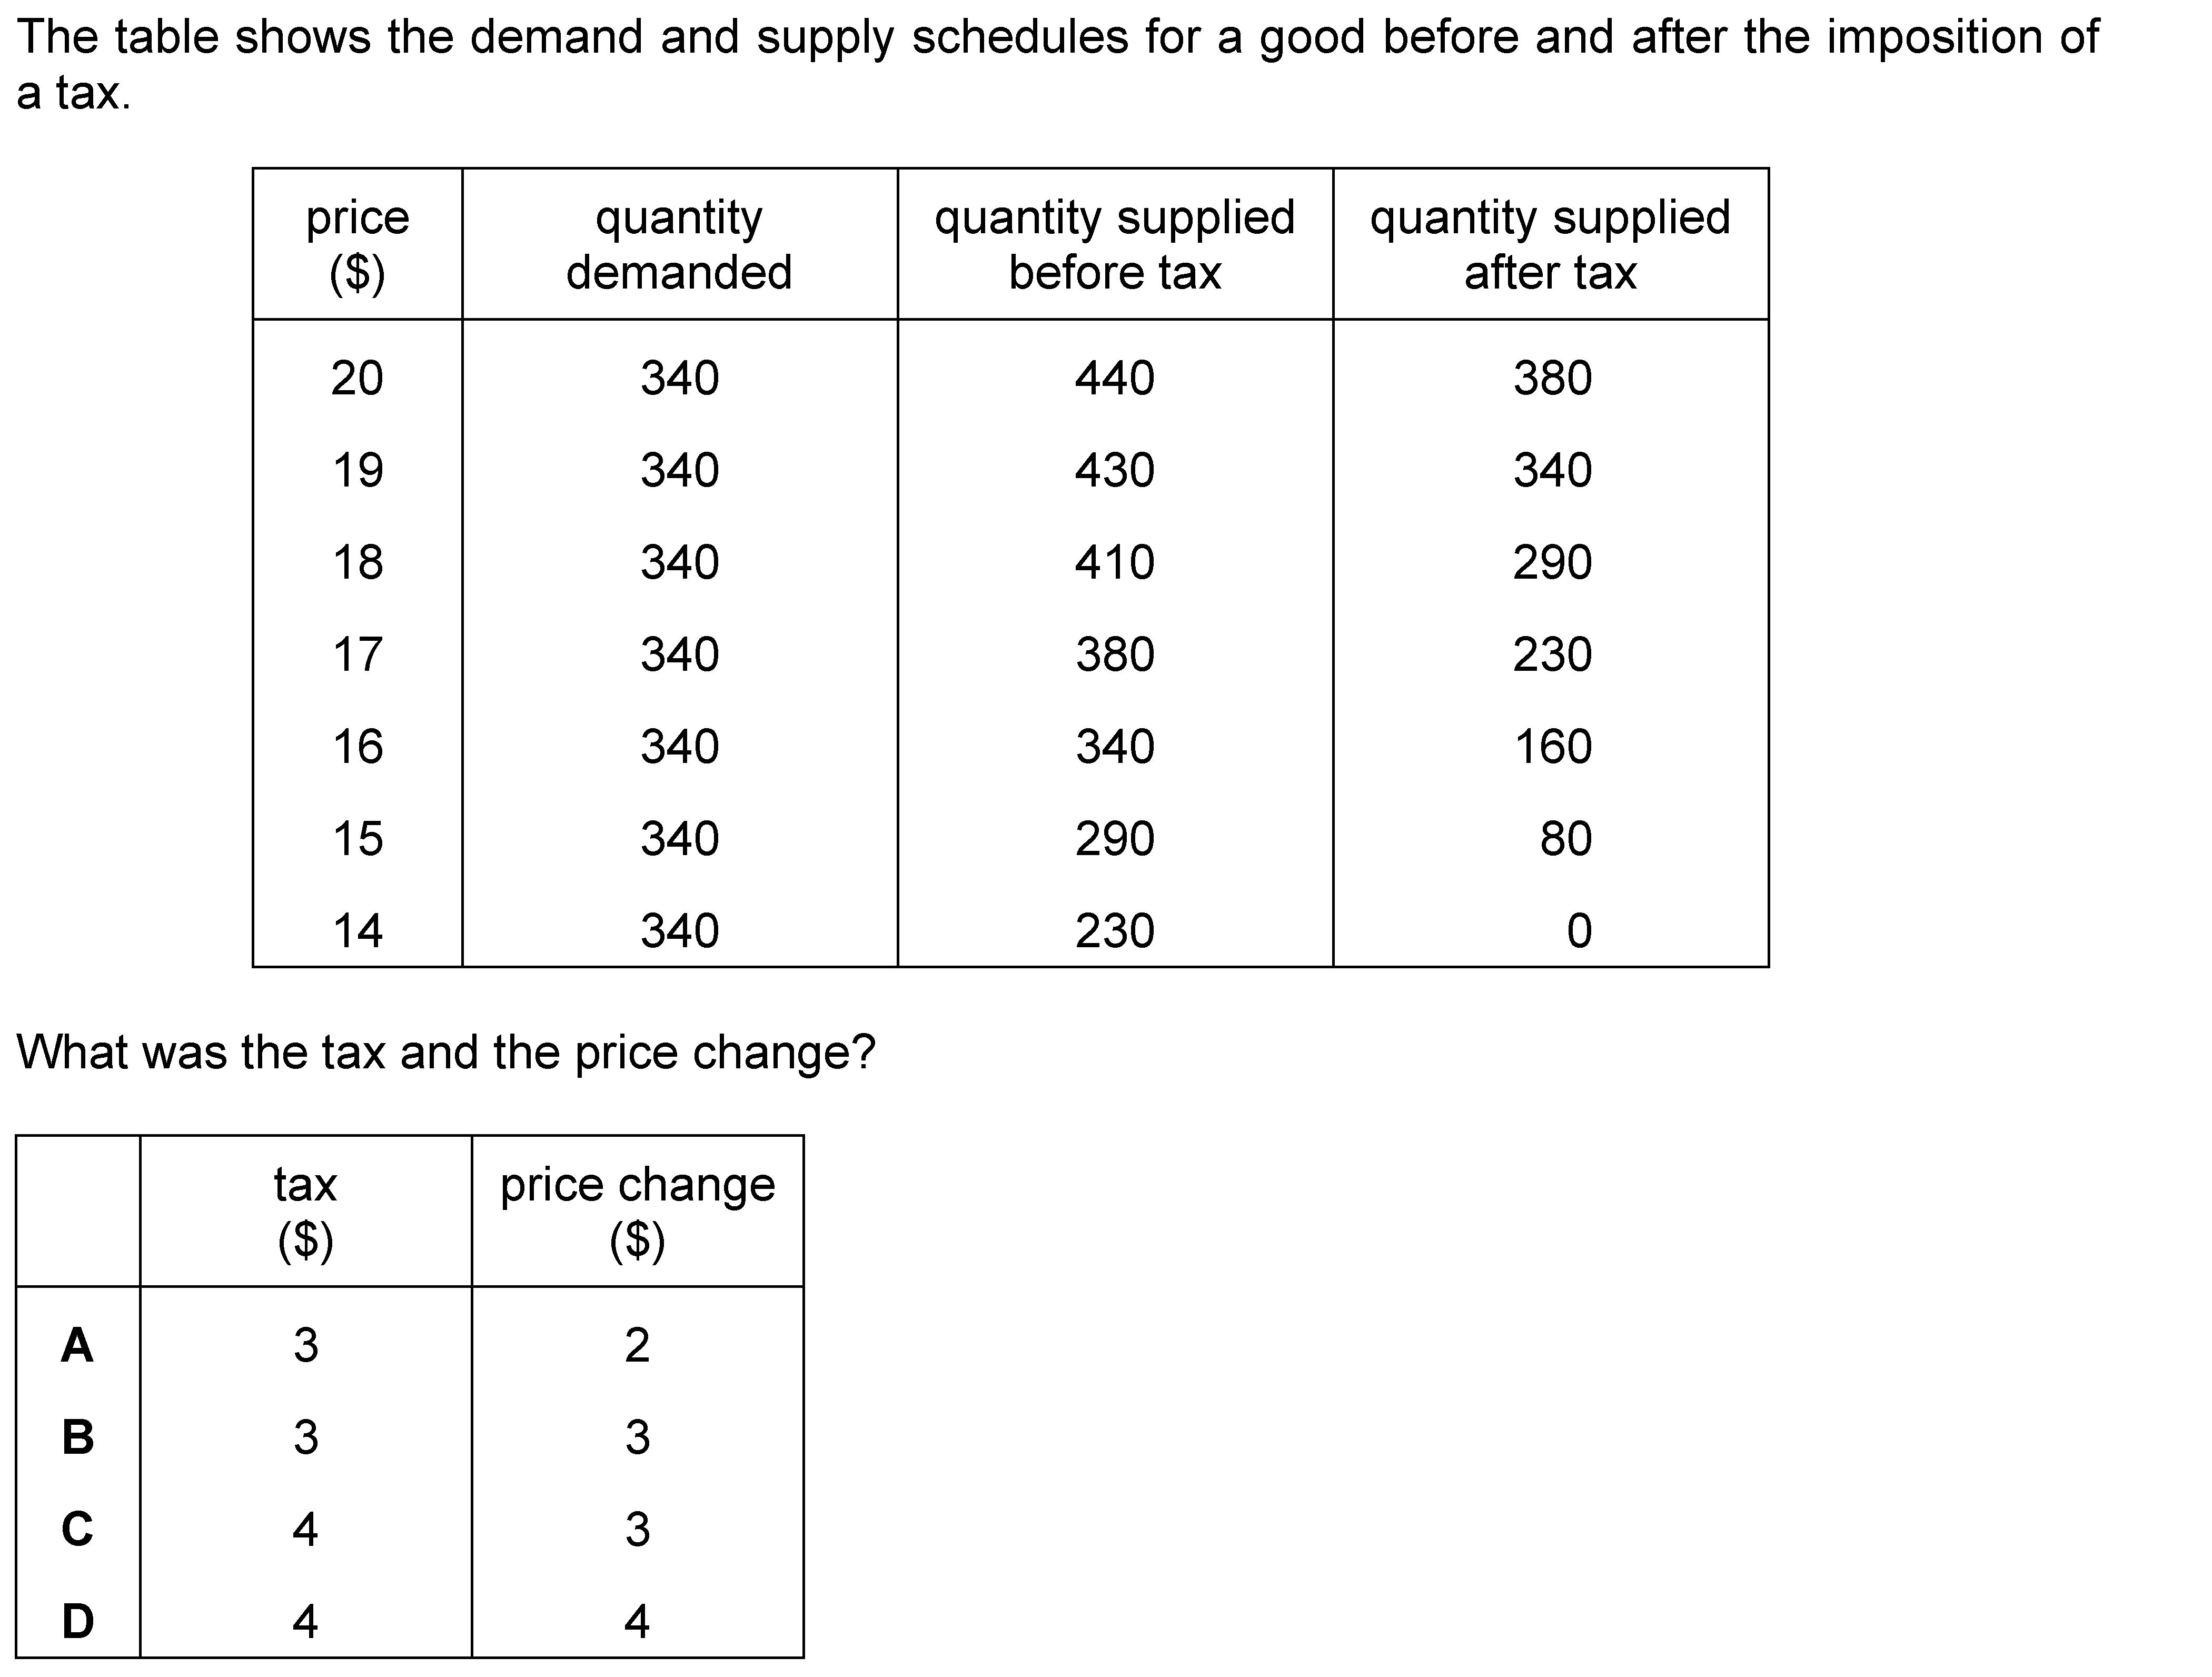 The table shows the demand and supply schedules for a good before and after the imposition of
a tax.
price quantity quantity supplied quantity supplied
($) demanded before tax after tax
20 340 440 380
19 340 430 340
18 340 410 290
17 340 380 230
16 340 340 160
15 340 290 80
14 340 230 0
What was the tax and the price change?
tax price change
($) ($)
A 3 2
B 3 3
C 4 3
D 4 4